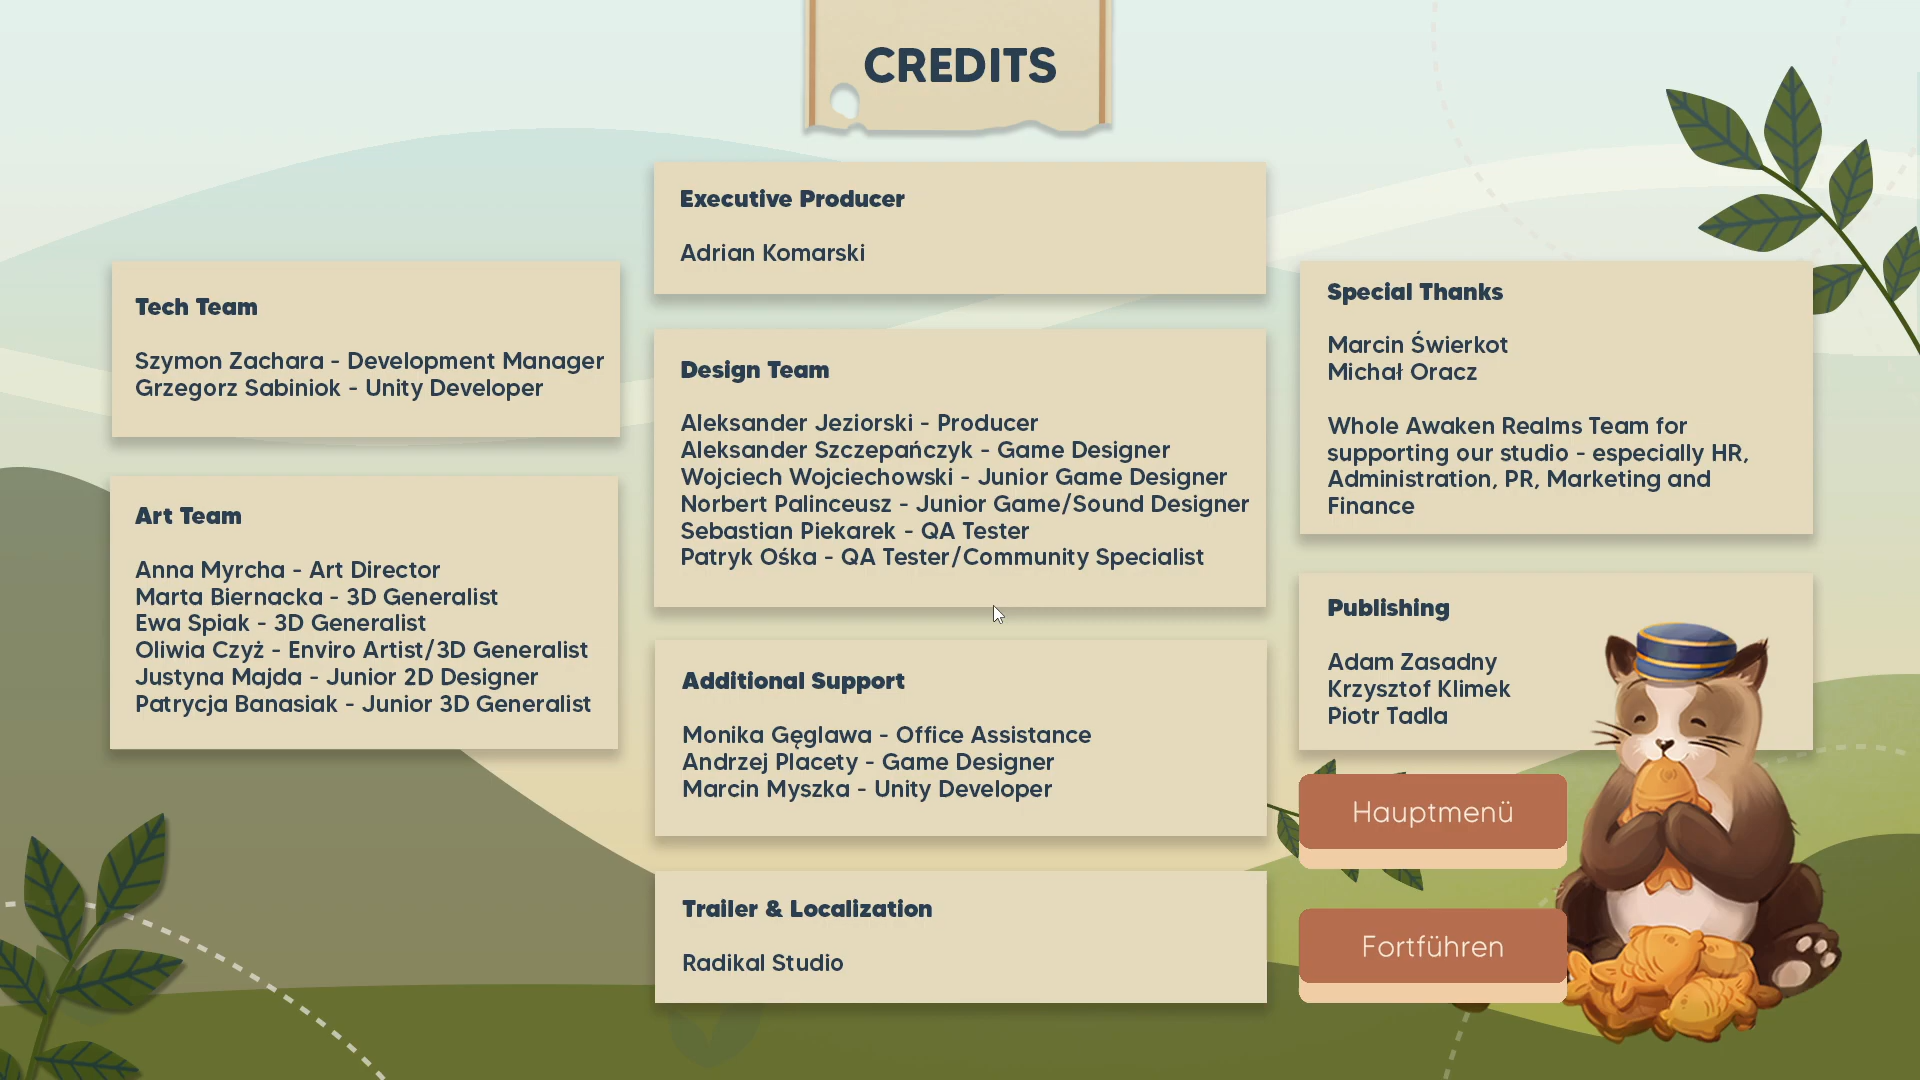 CREDITS
Tech Team
Szymon Zachara - Development Manager
Grzegorz Sabiniok - Unity Developer
Art Team
Anna Myrcha - Art Director
Marta Biernacka - 3D Generalist
Ewa Spiak - 3D Generalist
Oliwia Czyż - Enviro Artist/3D Generalist
Justyna Majda - Junior 2D Designer
Patrycja Banasiak - Junior 3D Generalist
Executive Producer
Adrian Komarski
Design Team
Aleksander Jeziorski - Producer
Aleksander Szczepańczyk - Game Designer
Wojciech Wojciechowski - Junior Game Designer
Norbert Palinceusz - Junior Game/Sound Designer
Sebastian Piekarek - QA Tester
Patryk Ośka - QA Tester/Community Specialist
Additional Support
Monika Gęglawa - Office Assistance
Andrzej Placety - Game Designer
Marcin Myszka - Unity Developer
Trailer & Localization
Radikal Studio
Special Thanks
Marcin Świerkot
Michał Oracz
Whole Awaken Realms Team for
supporting our studio - especially HR,
Administration, PR, Marketing and
Finance
Publishing
Adam Zasadny
Krzysztof Klimek
Piotr Tadla
Hauptmenü
Fortführen